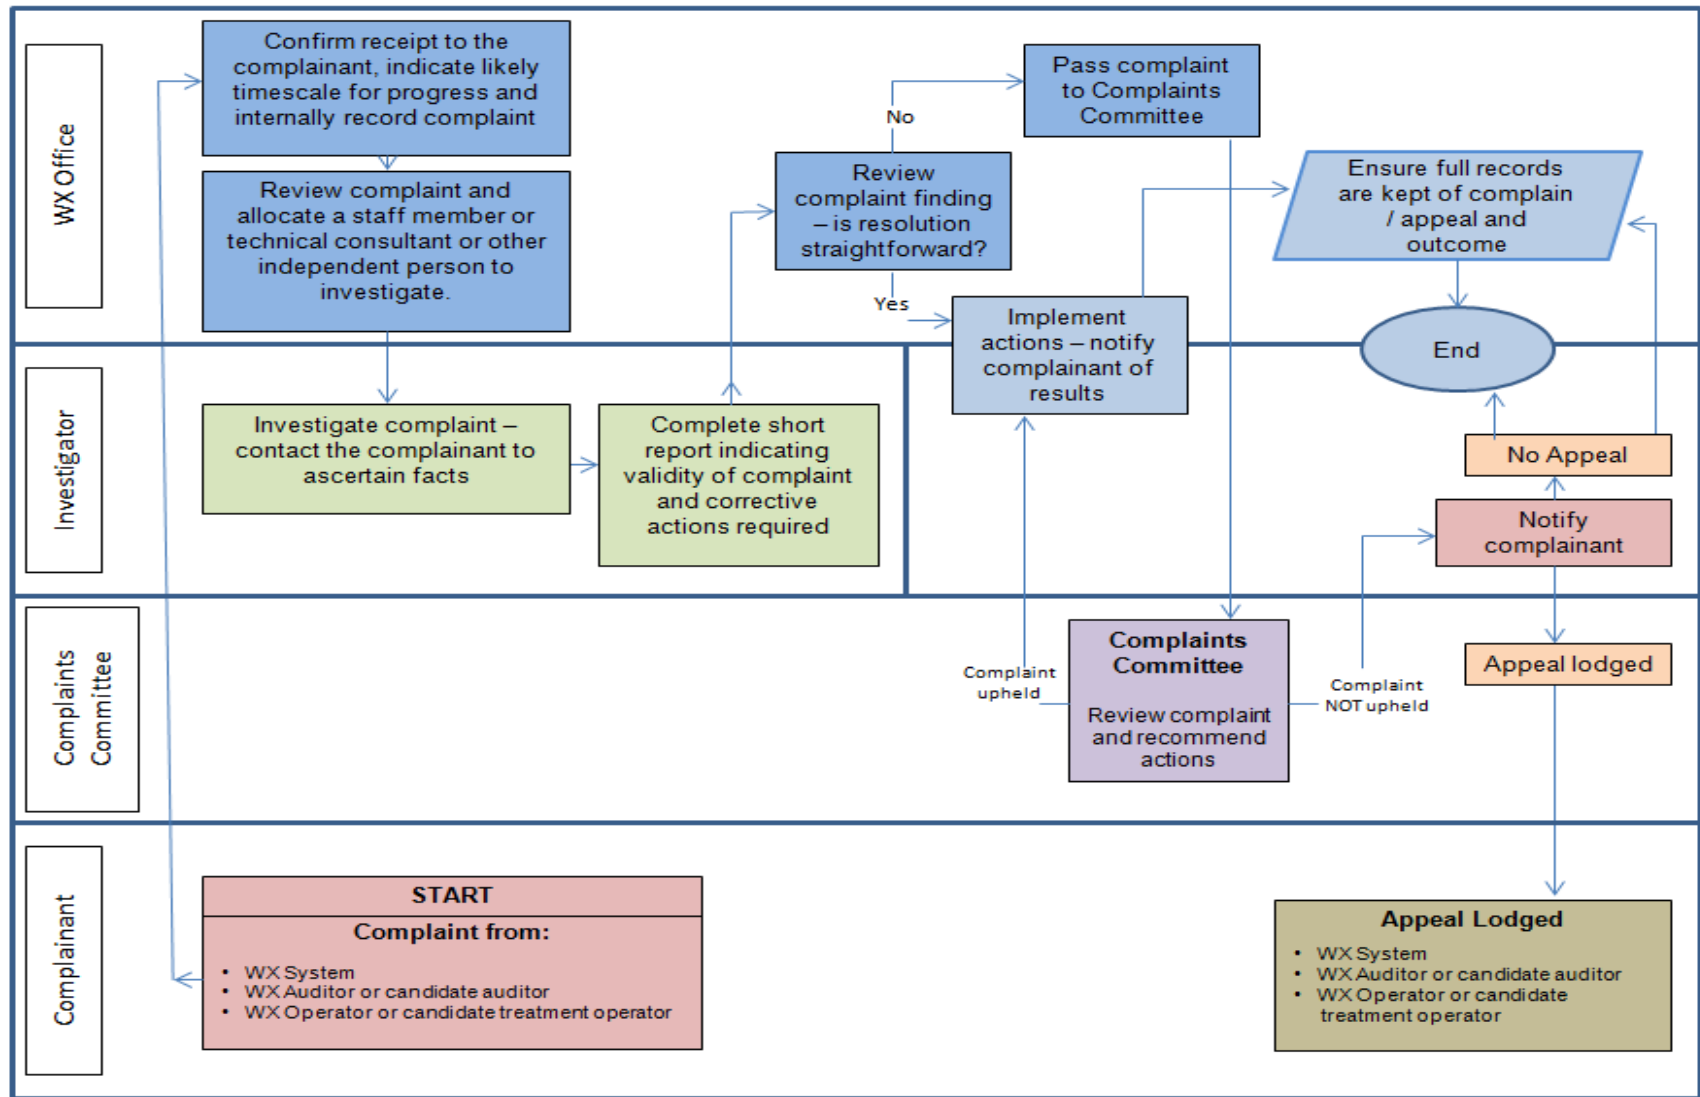 WX Office
Confirm receipt to the
complainant, indicate likely
timescale for progress and
internally record complaint
Review complaint and
allocate a staff member or
technical consultant or other
independent person to
investigate.
No
Pass complaint
to Complaints
Committee
Review
complaint finding
– is resolution
straightforward?
Yes
Implement
actions – notify
complainant of
results
Ensure full records
are kept of complain
/ appeal and
outcome
End
Investigator
Investigate complaint –
contact the complainant to
ascertain facts
Complete short
report indicating
validity of complaint
and corrective
actions required
No Appeal
Notify
complainant
Complaints
Committee
Complaint
upheld
Complaints
Committee
Review complaint
and recommend
actions
Complaint
NOT upheld
Appeal lodged
Complainant
START
Complaint from:
• WX System
• WX Auditor or candidate auditor
• WX Operator or candidate treatment operator
Appeal Lodged
• WX System
• WX Auditor or candidate auditor
• WX Operator or candidate
treatment operator